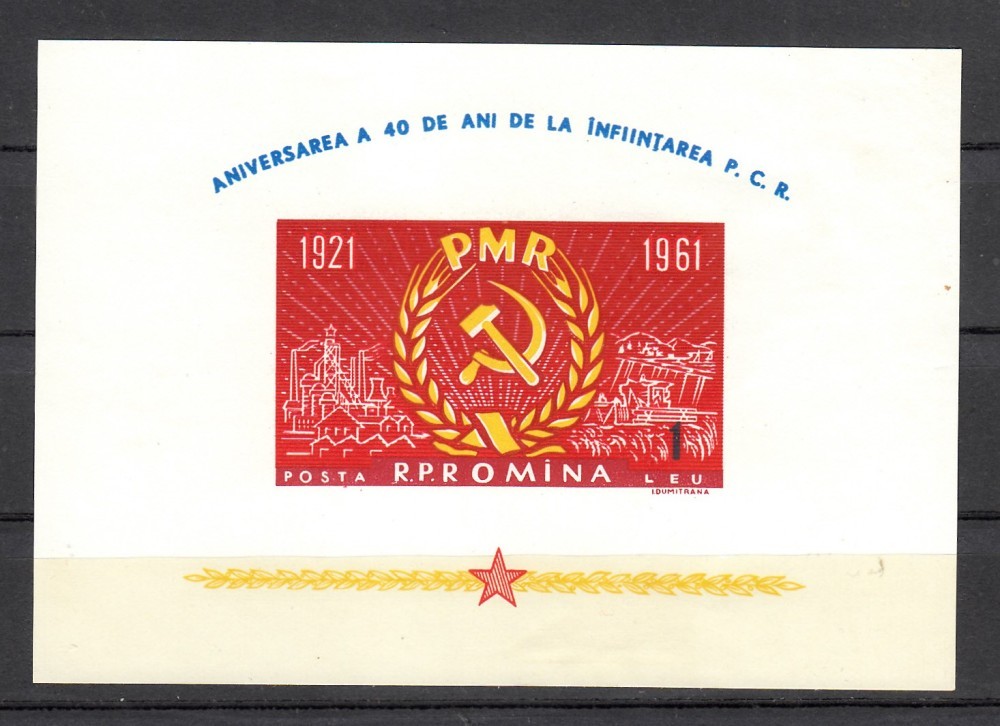 ANIVERSAREA A 40 DE ANI DE LA ÎNFIINȚAREA P. C. R.
1921 PMR 1961
1
POSTA R.P.ROMÎNA LEU
I.DUMITRANA